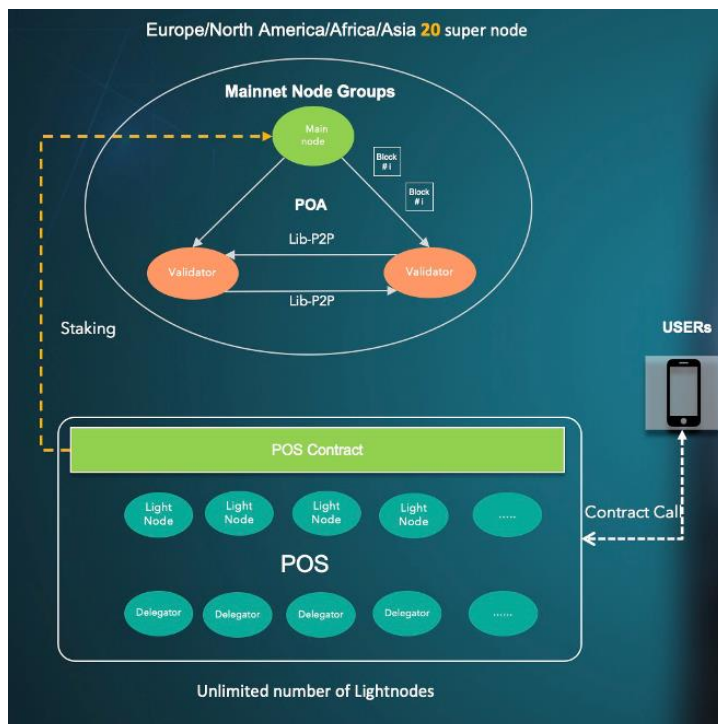 Europe/North America/Africa/Asia 20 super node
Mainnet Node Groups
Main
node
Block
# i
Block
# i
POA
Lib-P2P
Validator
Validator
Lib-P2P
Staking
USERs
POS Contract
Light
Node
Light
Node
Light
Node
Light
Node
.....
Contract Call
POS
Delegator
Delegator
Delegator
Delegator
......
Unlimited number of Lightnodes